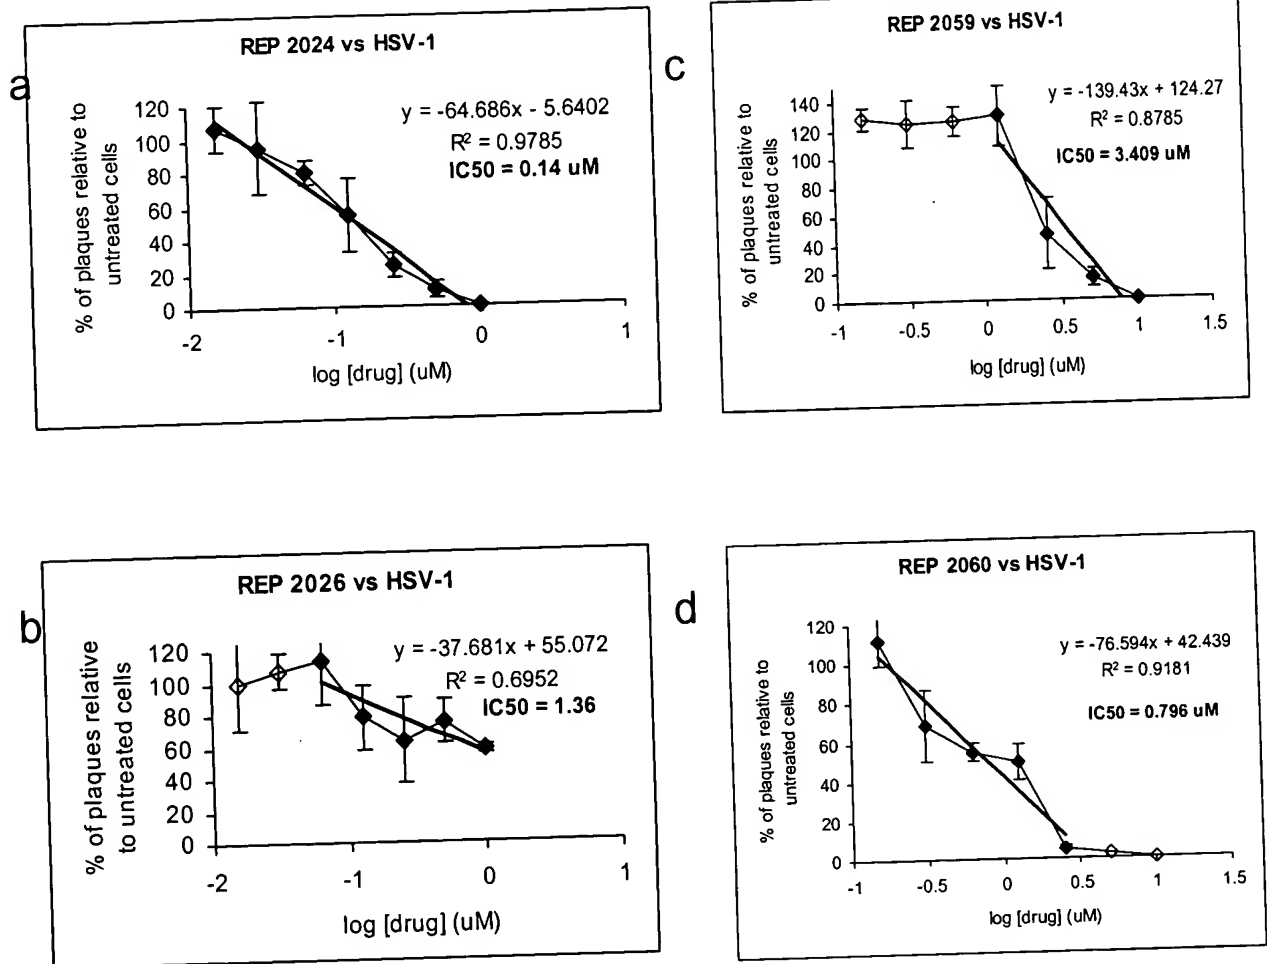 a
REP 2024 vs HSV-1
% of plaques relative to
untreated cells
120
100
80
60
40
20
0
y = -64.686x - 5.6402
R² = 0.9785
IC50 = 0.14 uM
-2
-1
0
1
log [drug] (uM)
c
REP 2059 vs HSV-1
% of plaques relative to
untreated cells
140
120
100
80
60
40
20
0
y = -139.43x + 124.27
R² = 0.8785
IC50 = 3.409 uM
-1
-0.5
0
0.5
1
1.5
log [drug] (uM)
b
REP 2026 vs HSV-1
% of plaques relative
to untreated cells
120
100
80
60
40
20
0
y = -37.681x + 55.072
R² = 0.6952
IC50 = 1.36
-2
-1
0
1
log [drug] (uM)
d
REP 2060 vs HSV-1
% of plaques relative to
untreated cells
120
100
80
60
40
20
0
y = -76.594x + 42.439
R² = 0.9181
IC50 = 0.796 uM
-1
-0.5
0
0.5
1
1.5
log [drug] (uM)